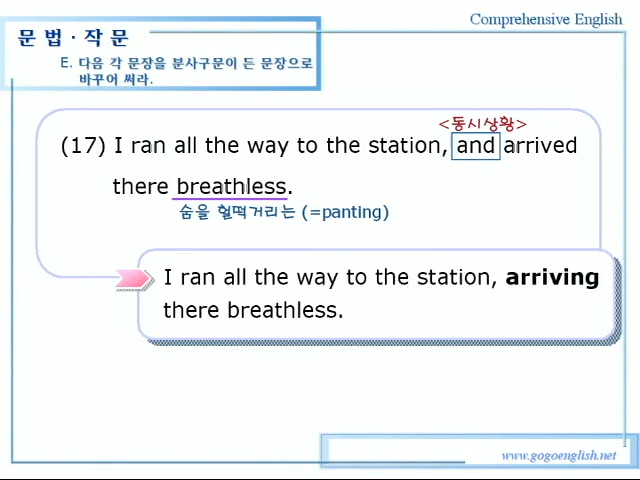 Comprehensive English
문 법 · 작 문
E. 다음 각 문장을 분사구문이 든 문장으로
바꾸어 써라.
<동시상황>
(17) I ran all the way to the station, and arrived
there breathless.
숨을 헐떡거리는 (=panting)
I ran all the way to the station, arriving
there breathless.
www.gogoenglish.net